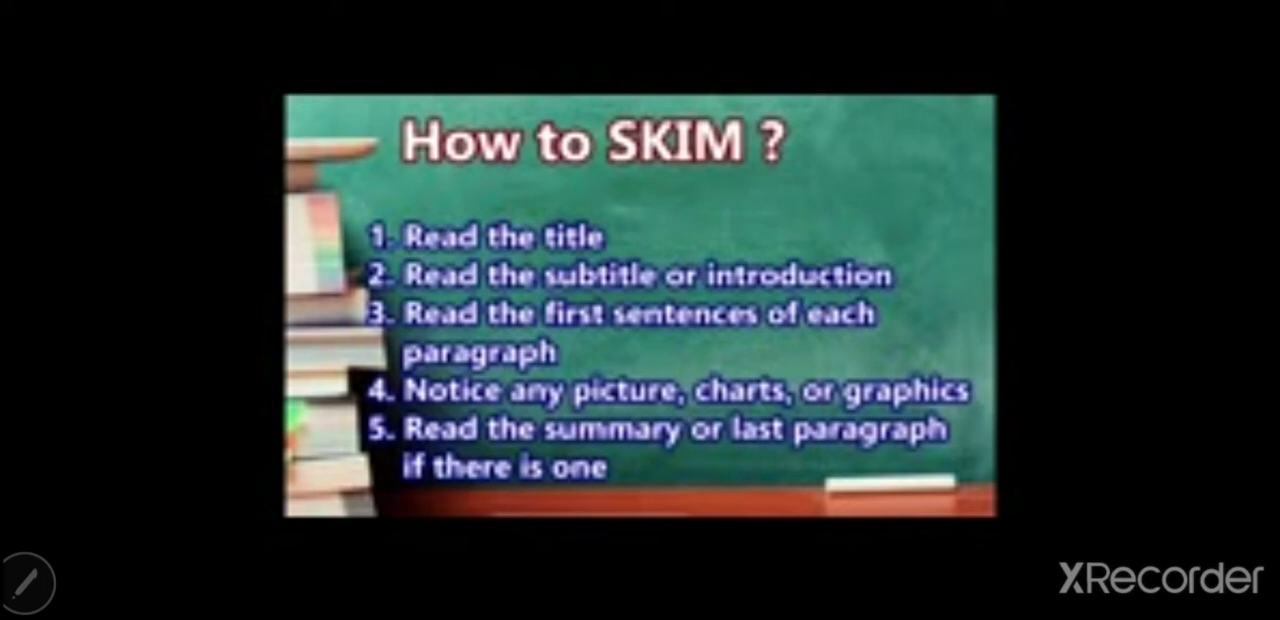 How to SKIM ?
1. Read the title
2. Read the subtitle or introduction
3. Read the first sentences of each
paragraph
4. Notice any picture, charts, or graphics
5. Read the summary or last paragraph
if there is one
XRecorder